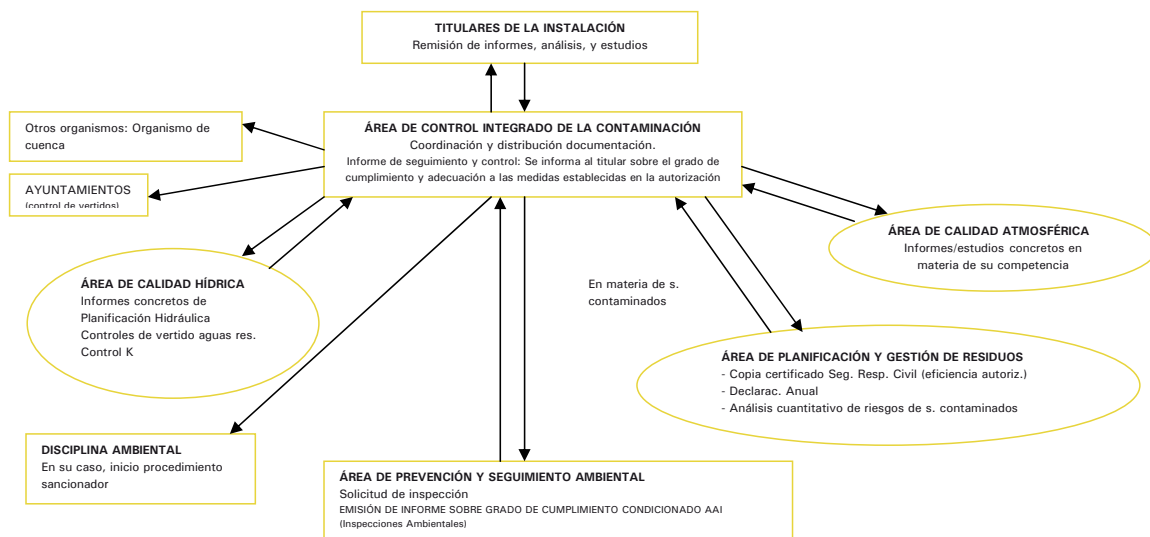 TITULARES DE LA INSTALACIÓN
Remisión de informes, análisis, y estudios
Otros organismos: Organismo de
cuenca
ÁREA DE CONTROL INTEGRADO DE LA CONTAMINACIÓN
Coordinación y distribución documentación.
Informe de seguimiento y control: Se informa al titular sobre el grado de
cumplimiento y adecuación a las medidas establecidas en la autorización
AYUNTAMIENTOS
(control de vertidos)
ÁREA DE CALIDAD ATMOSFÉRICA
Informes/estudios concretos en
materia de su competencia
ÁREA DE CALIDAD HÍDRICA
Informes concretos de
Planificación Hidráulica
Controles de vertido aguas res.
Control K
En materia de s.
contaminados
ÁREA DE PLANIFICACIÓN Y GESTIÓN DE RESIDUOS
- Copia certificado Seg. Resp. Civil (eficiencia autoriz.)
- Declarac. Anual
- Análisis cuantitativo de riesgos de s. contaminados
DISCIPLINA AMBIENTAL
En su caso, inicio procedimiento
sancionador
ÁREA DE PREVENCIÓN Y SEGUIMIENTO AMBIENTAL
Solicitud de inspección
EMISIÓN DE INFORME SOBRE GRADO DE CUMPLIMIENTO CONDICIONADO AAI
(Inspecciones Ambientales)